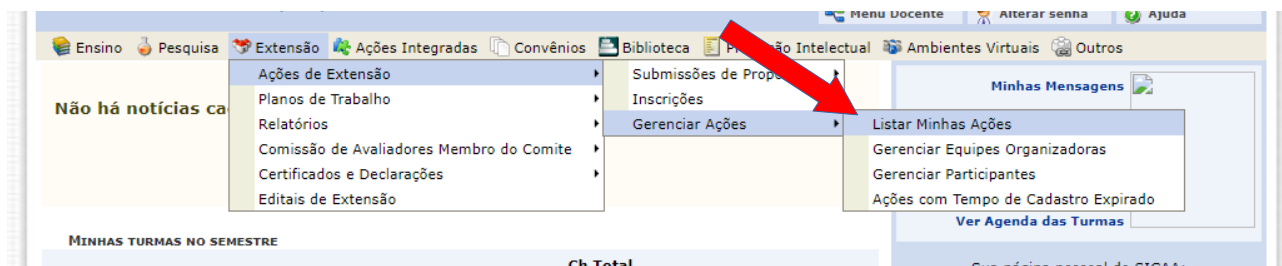 Menu Docente Alterar senha Ajuda
Ensino Pesquisa Extensão Ações Integradas Convênios Biblioteca Intelectual Ambientes Virtuais Outros
Ações de Extensão
Planos de Trabalho
Relatórios
Comissão de Avaliadores Membro do Comite
Certificados e Declarações
Editais de Extensão
Submissões de
Inscrições
Gerenciar Ações
Listar Minhas Ações
Gerenciar Equipes Organizadoras
Gerenciar Participantes
Ações com Tempo de Cadastro Expirado
Não há notícias
Minhas Mensagens
Ver Agenda das Turmas
MINHAS TURMAS NO SEMESTRE
Ch Total